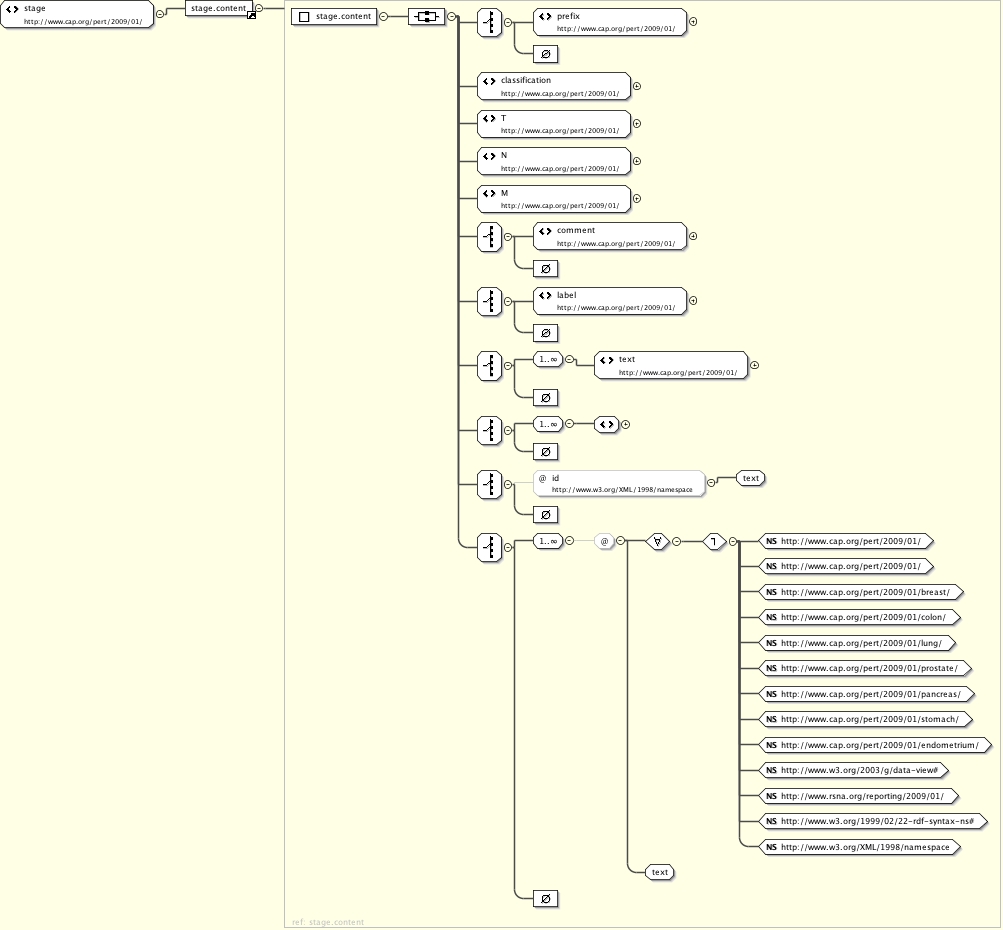 stage
http://www.cap.org/pert/2009/01/
stage.content
stage.content
prefix
http://www.cap.org/pert/2009/01/
Ø
classification
http://www.cap.org/pert/2009/01/
T
http://www.cap.org/pert/2009/01/
N
http://www.cap.org/pert/2009/01/
M
http://www.cap.org/pert/2009/01/
comment
http://www.cap.org/pert/2009/01/
Ø
label
http://www.cap.org/pert/2009/01/
Ø
1..∞
text
http://www.cap.org/pert/2009/01/
Ø
1..∞
Ø
@ id
http://www.w3.org/XML/1998/namespace
text
Ø
1..∞ @ ∀ ┐
NS http://www.cap.org/pert/2009/01/
NS http://www.cap.org/pert/2009/01/
NS http://www.cap.org/pert/2009/01/breast/
NS http://www.cap.org/pert/2009/01/colon/
NS http://www.cap.org/pert/2009/01/lung/
NS http://www.cap.org/pert/2009/01/prostate/
NS http://www.cap.org/pert/2009/01/pancreas/
NS http://www.cap.org/pert/2009/01/stomach/
NS http://www.cap.org/pert/2009/01/endometrium/
NS http://www.w3.org/2003/g/data-view#
NS http://www.rsna.org/reporting/2009/01/
NS http://www.w3.org/1999/02/22-rdf-syntax-ns#
NS http://www.w3.org/XML/1998/namespace
text
Ø
ref: stage.content